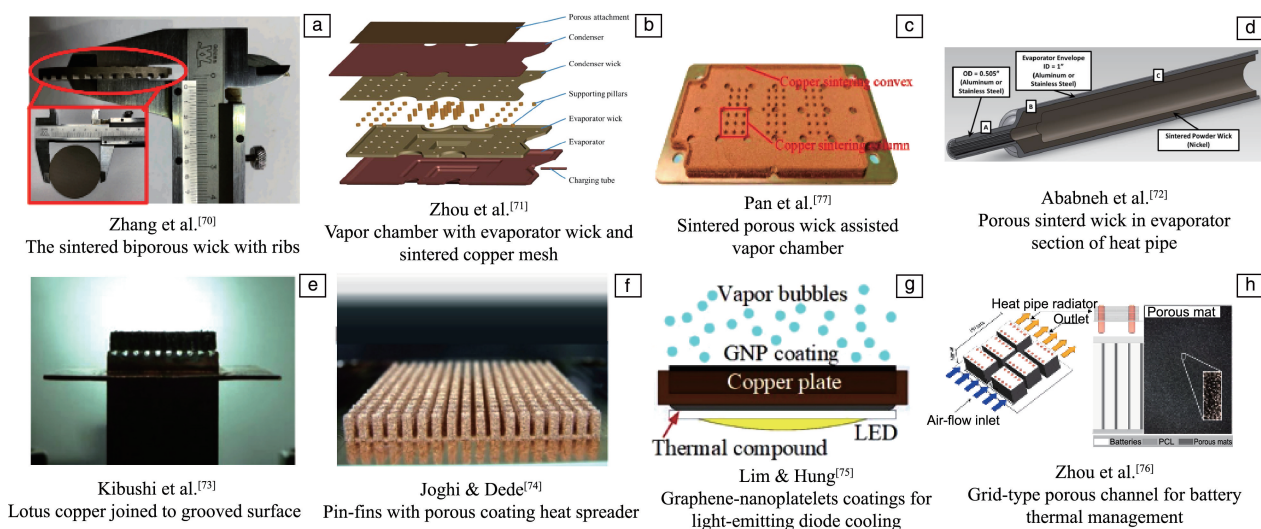 a
Zhang et al.[70]
The sintered biporous wick with ribs
b
Porous attachment
Condenser
Condenser wick
Supporting pillars
Evaporator wick
Evaporator
Charging tube
Zhou et al.[71]
Vapor chamber with evaporator wick and
sintered copper mesh
c
Copper sintering convex
Copper sintering column
Pan et al.[77]
Sintered porous wick assisted
vapor chamber
d
OD = 0.505"
(Aluminum or
Stainless Steel)
Evaporator Envelope
ID = 1"
(Aluminum or
Stainless Steel)
A
B
C
Sintered Powder Wick
(Nickel)
Ababneh et al.[72]
Porous sinterd wick in evaporator
section of heat pipe
e
Kibushi et al.[73]
Lotus copper joined to grooved surface
f
Joghi & Dede[74]
Pin-fins with porous coating heat spreader
g
Vapor bubbles
GNP coating
Copper plate
Thermal compound
LED
Lim & Hung[75]
Graphene-nanoplatelets coatings for
light-emitting diode cooling
h
Heat pipe radiator
Outlet
Air-flow inlet
Porous mat
Batteries
PCL
Porous mats
Zhou et al.[76]
Grid-type porous channel for battery
thermal management